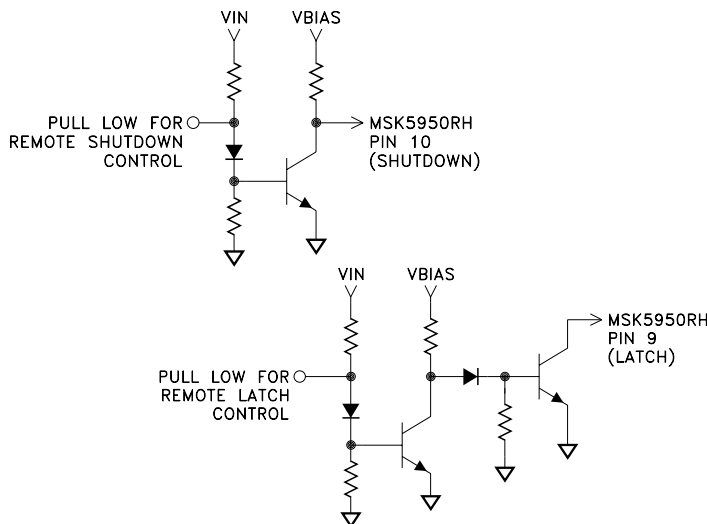 VIN
VBIAS
PULL LOW FOR
REMOTE SHUTDOWN
CONTROL
MSK5950RH
PIN 10
(SHUTDOWN)
VIN
VBIAS
PULL LOW FOR
REMOTE LATCH
CONTROL
MSK5950RH
PIN 9
(LATCH)